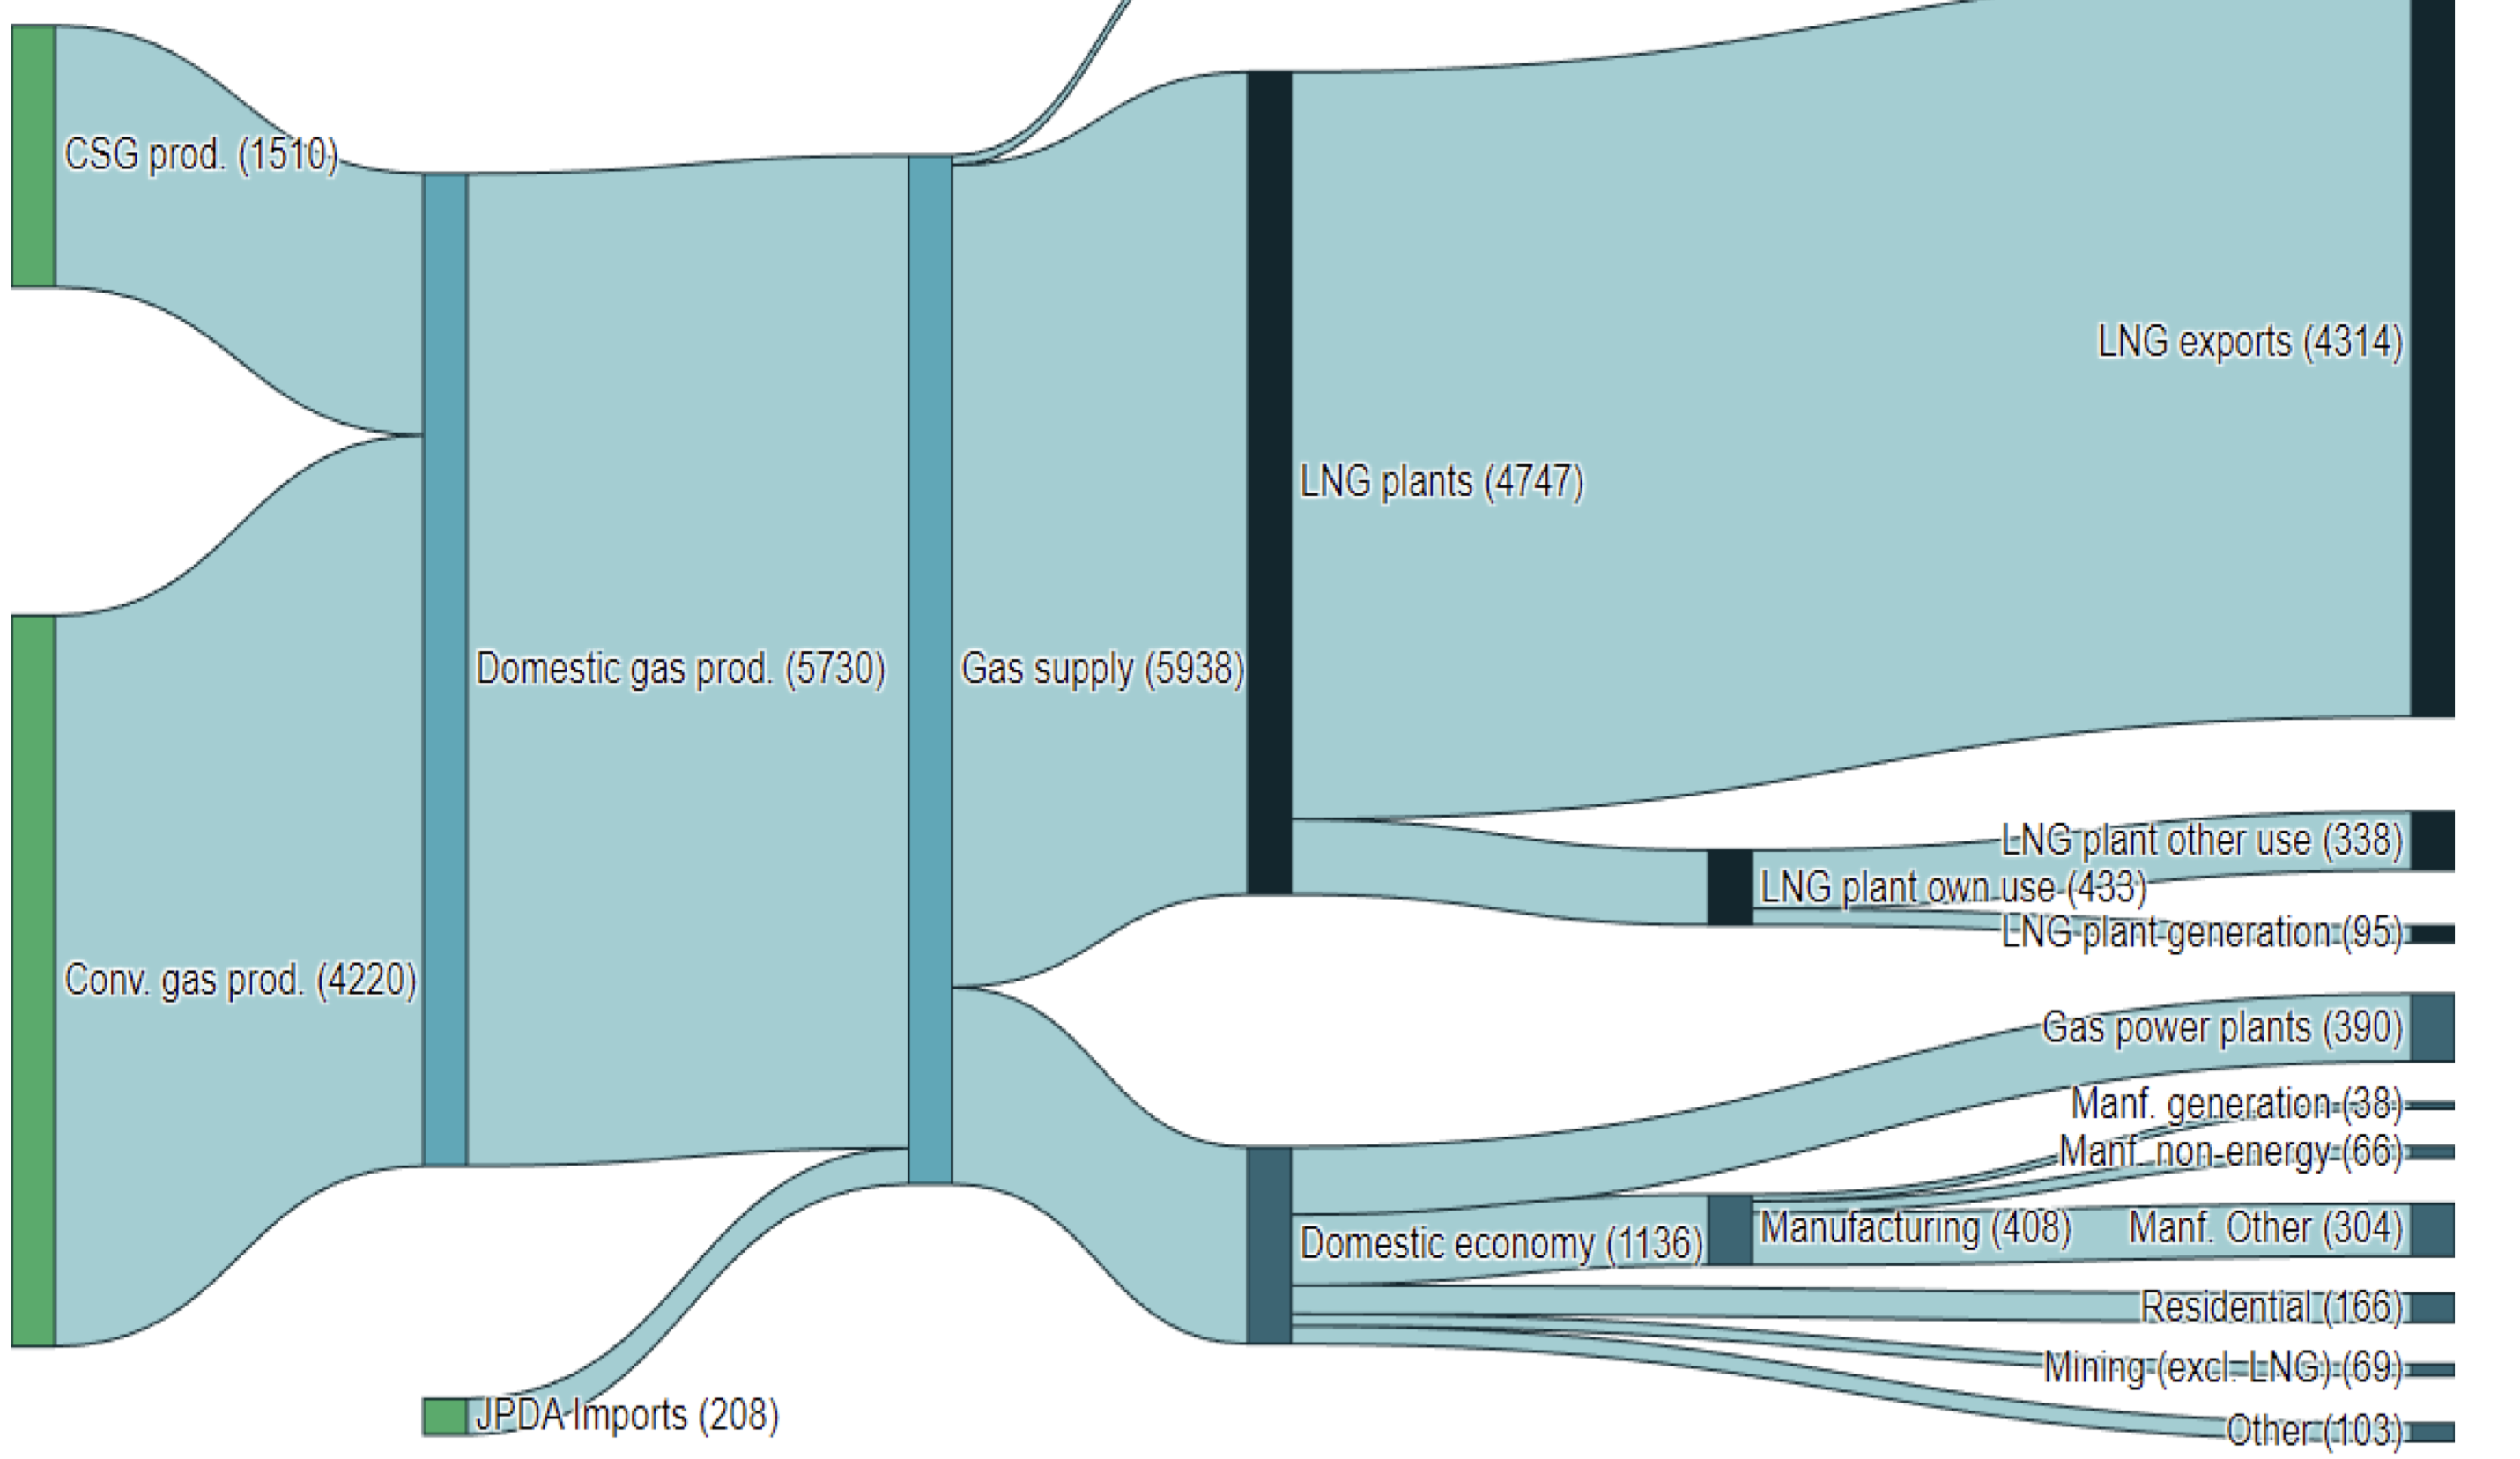 CSG prod. (1510)
Conv. gas prod. (4220)
Domestic gas prod. (5730)
JPDA Imports (208)
Gas supply (5938)
LNG plants (4747)
Domestic economy (1136)
LNG plant own use (433)
Manufacturing (408)
LNG exports (4314)
LNG plant other use (338)
LNG plant generation (95)
Gas power plants (390)
Manf. generation (38)
Manf. non-energy (66)
Manf. Other (304)
Residential (166)
Mining (excl. LNG) (69)
Other (103)